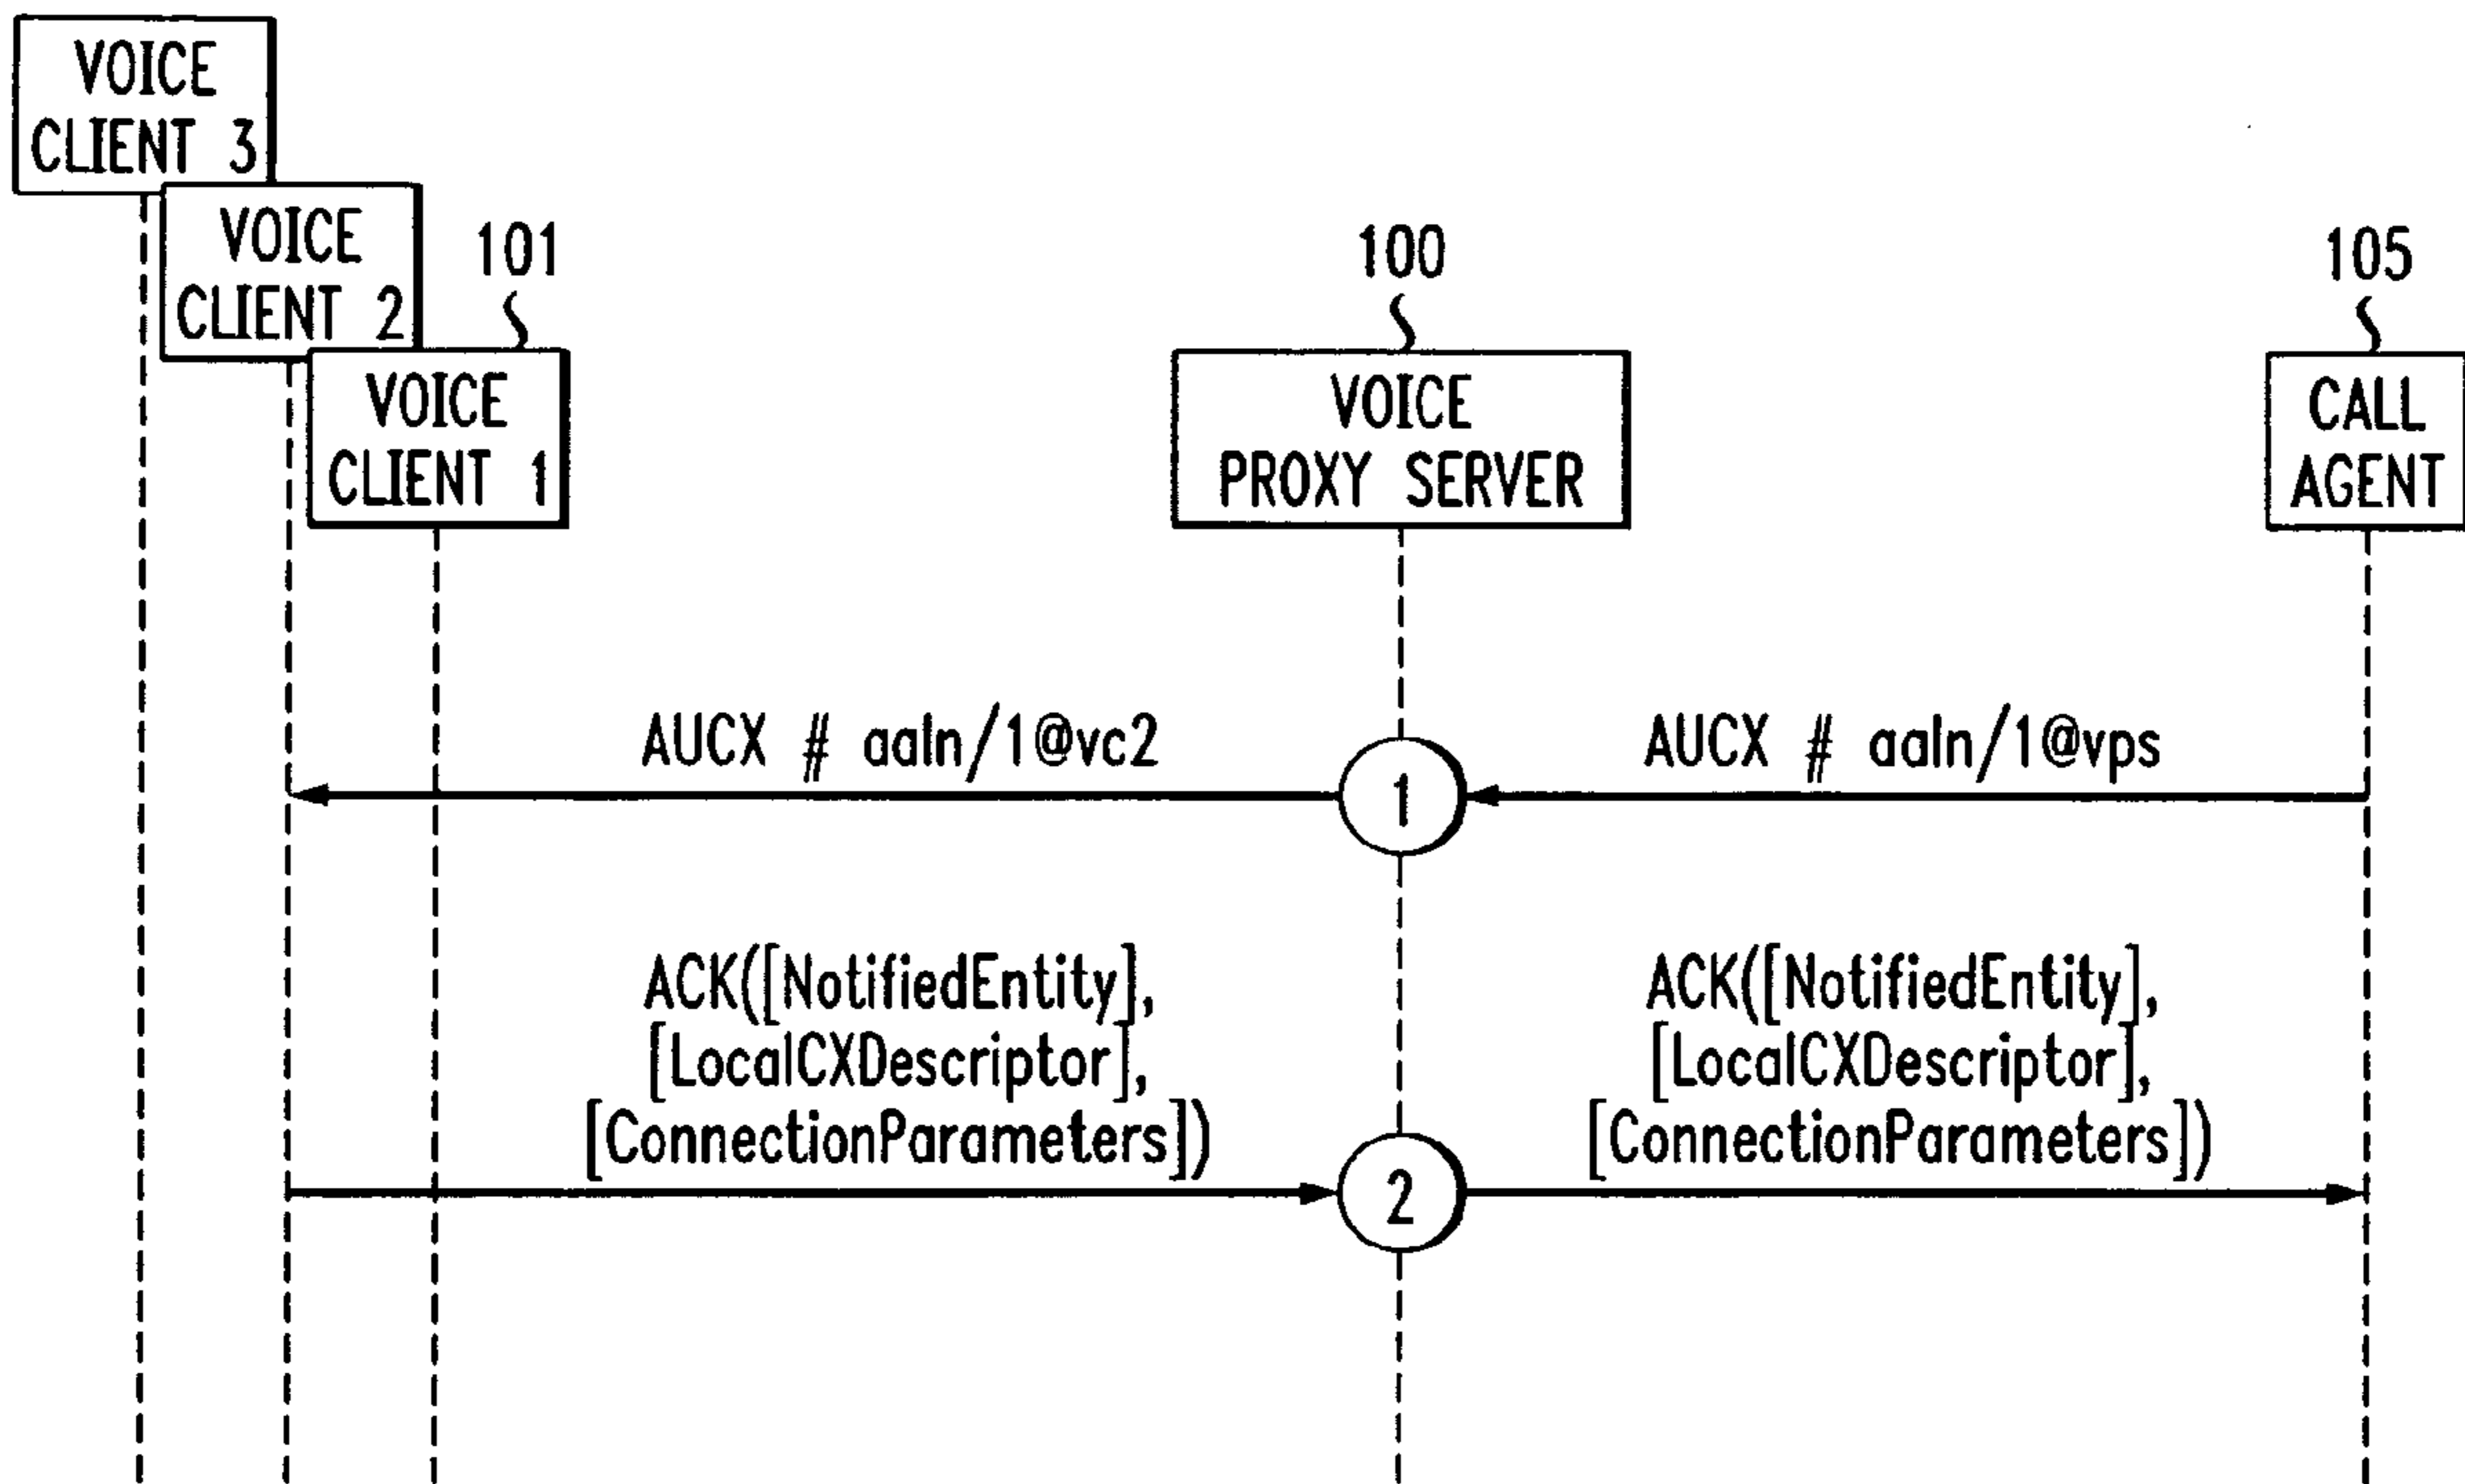 VOICE
CLIENT 3
VOICE
CLIENT 2
101
VOICE
CLIENT 1
100
VOICE
PROXY SERVER
105
CALL
AGENT
AUCX # aaln/1@vc2
1
AUCX # aaln/1@vps
ACK([NotifiedEntity],
[LocalCXDescriptor],
[ConnectionParameters])
2
ACK([NotifiedEntity],
[LocalCXDescriptor],
[ConnectionParameters])